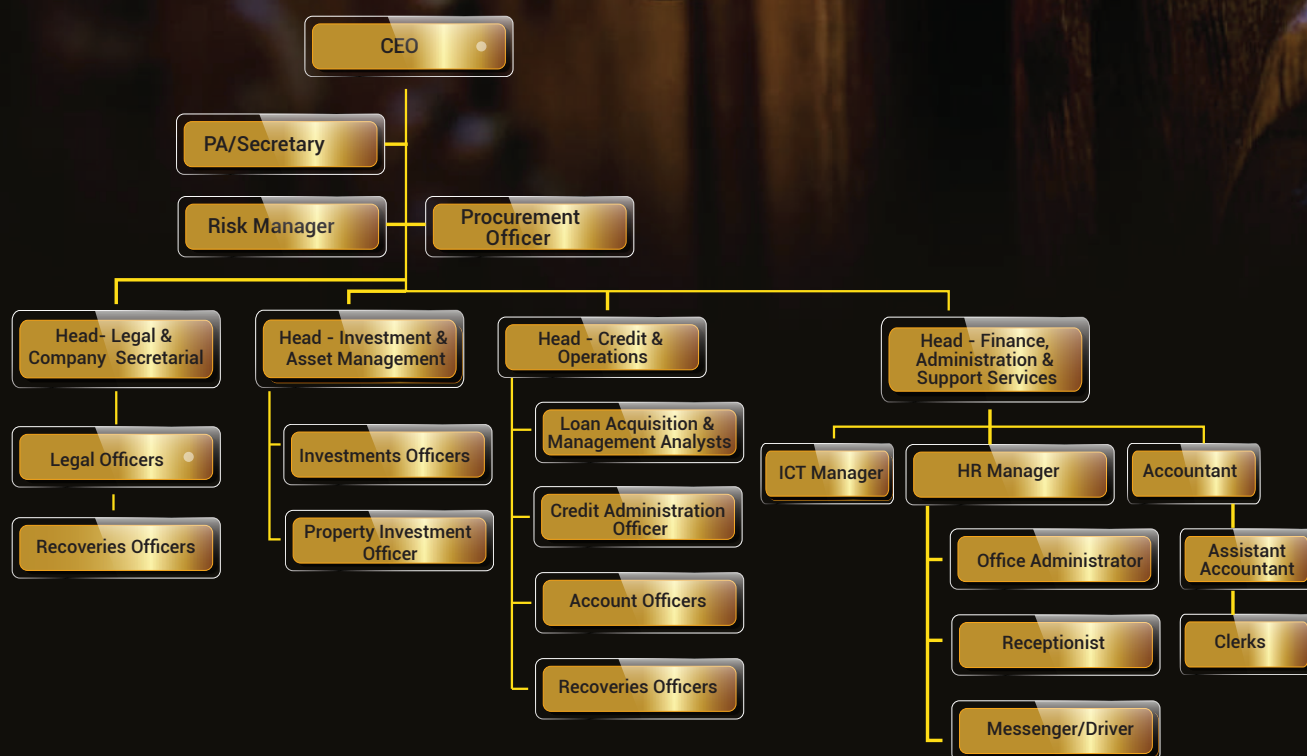 CEO
PA/Secretary
Risk Manager
Procurement
Officer
Head- Legal &
Company Secretarial
Legal Officers
Recoveries Officers
Head - Investment &
Asset Management
Investments Officers
Property Investment
Officer
Head - Credit &
Operations
Loan Acquisition &
Management Analysts
Credit Administration
Officer
Account Officers
Recoveries Officers
Head - Finance,
Administration &
Support Services
ICT Manager
HR Manager
Office Administrator
Receptionist
Messenger/Driver
Accountant
Assistant
Accountant
Clerks